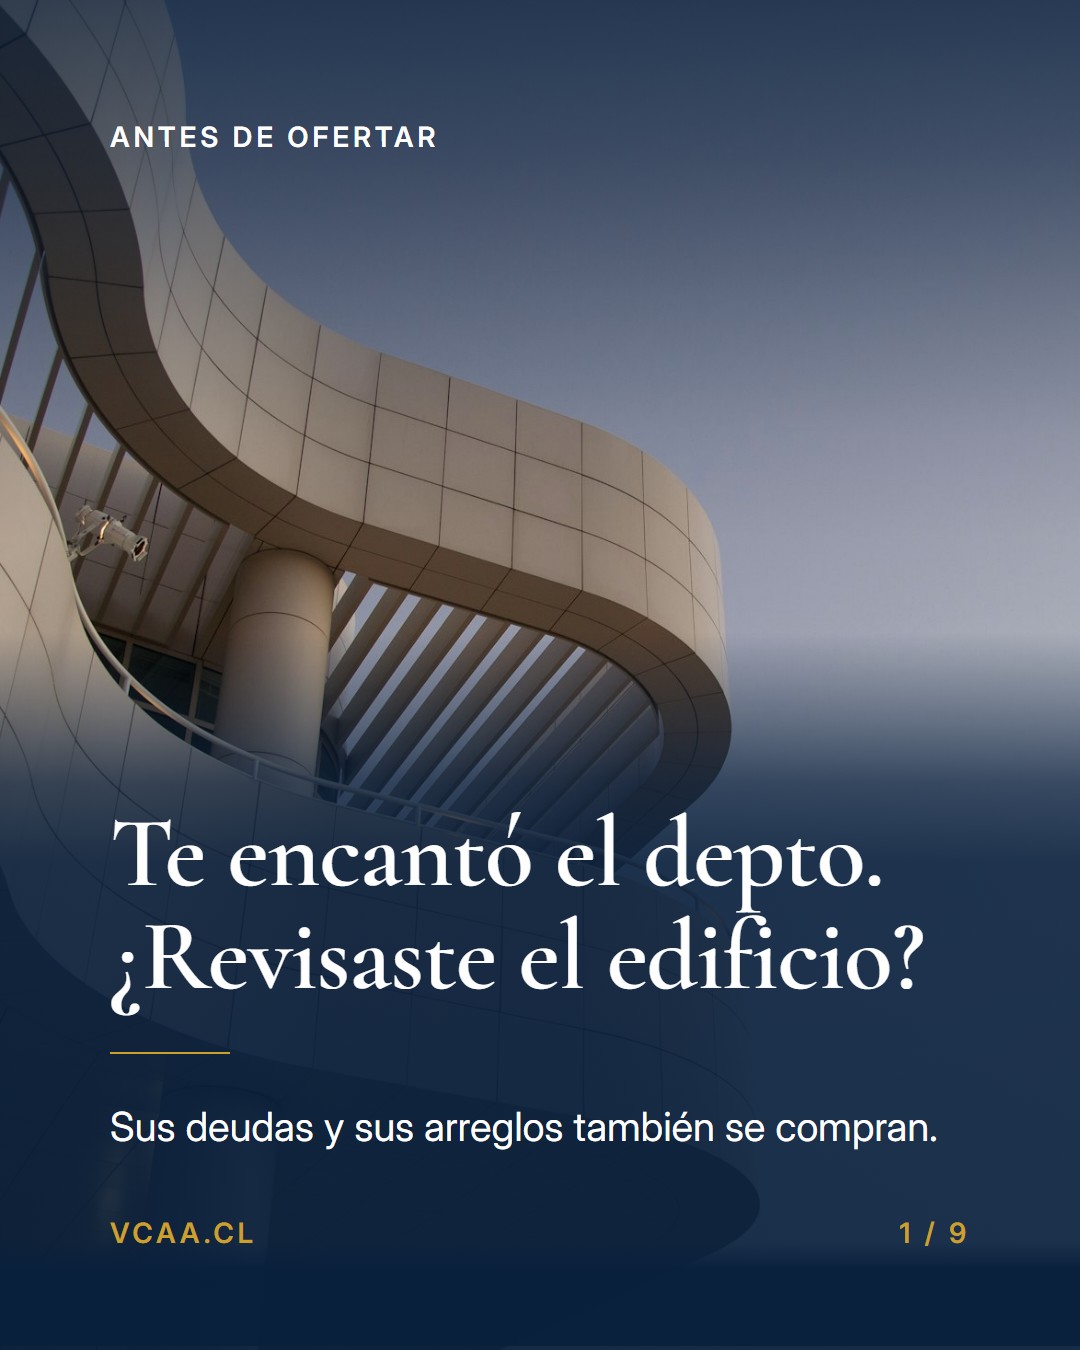 ANTES DE OFERTAR
Te encantó el depto.
¿Revisaste el edificio?
Sus deudas y sus arreglos también se compran.
VCAA.CL
1 / 9